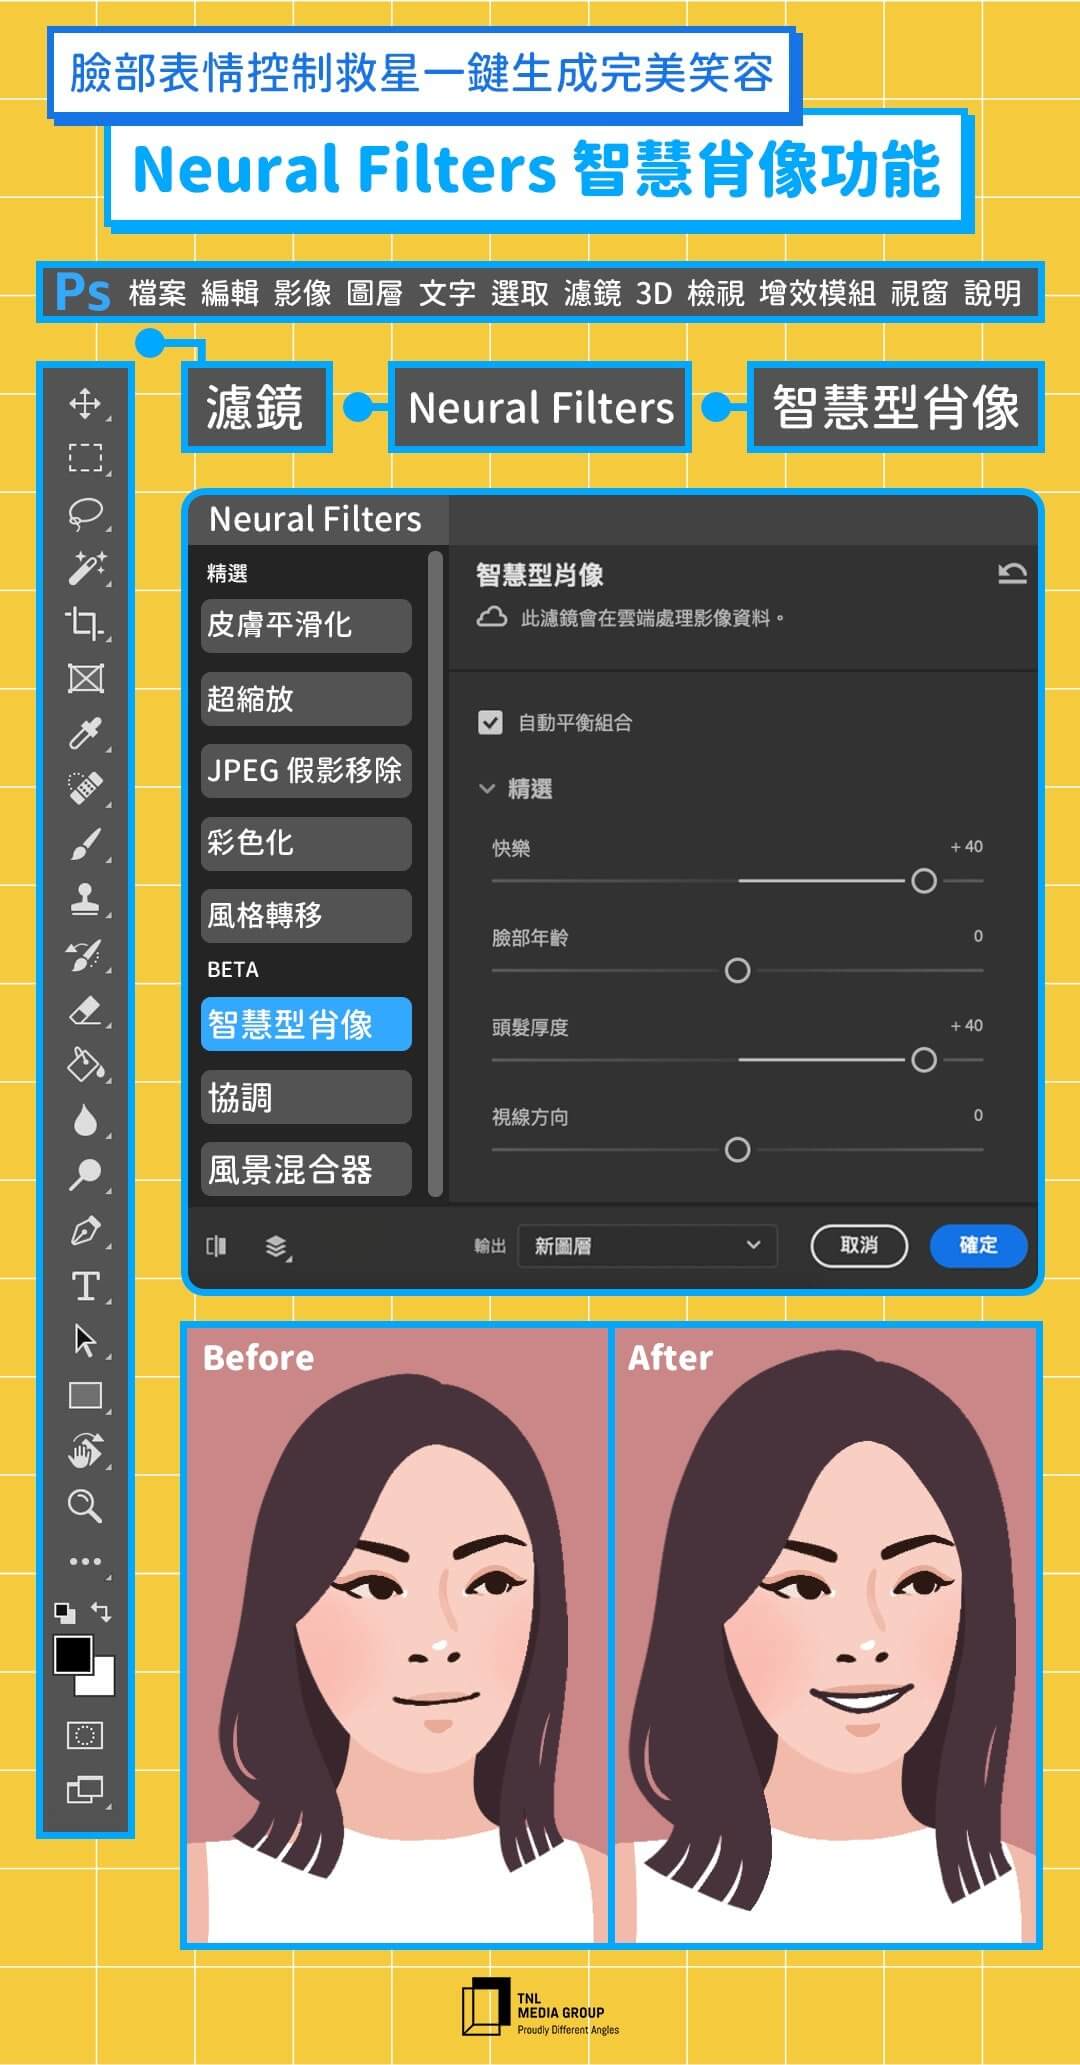 臉部表情控制救星一鍵生成完美笑容
Neural Filters 智慧肖像功能
Ps 檔案 編輯 影像 圖層 文字 選取 濾鏡 3D 檢視 增效模組 視窗 說明
濾鏡 Neural Filters 智慧型肖像
Neural Filters
精選
皮膚平滑化
超縮放
JPEG 假影移除
彩色化
風格轉移
BETA
智慧型肖像
協調
風景混合器
智慧型肖像
此濾鏡會在雲端處理影像資料。
自動平衡組合
精選
快樂 +40
臉部年齡 0
頭髮厚度 +40
視線方向 0
輸出 新圖層 取消 確定
T
Before After
TNL
MEDIA GROUP
Proudly Different Angles